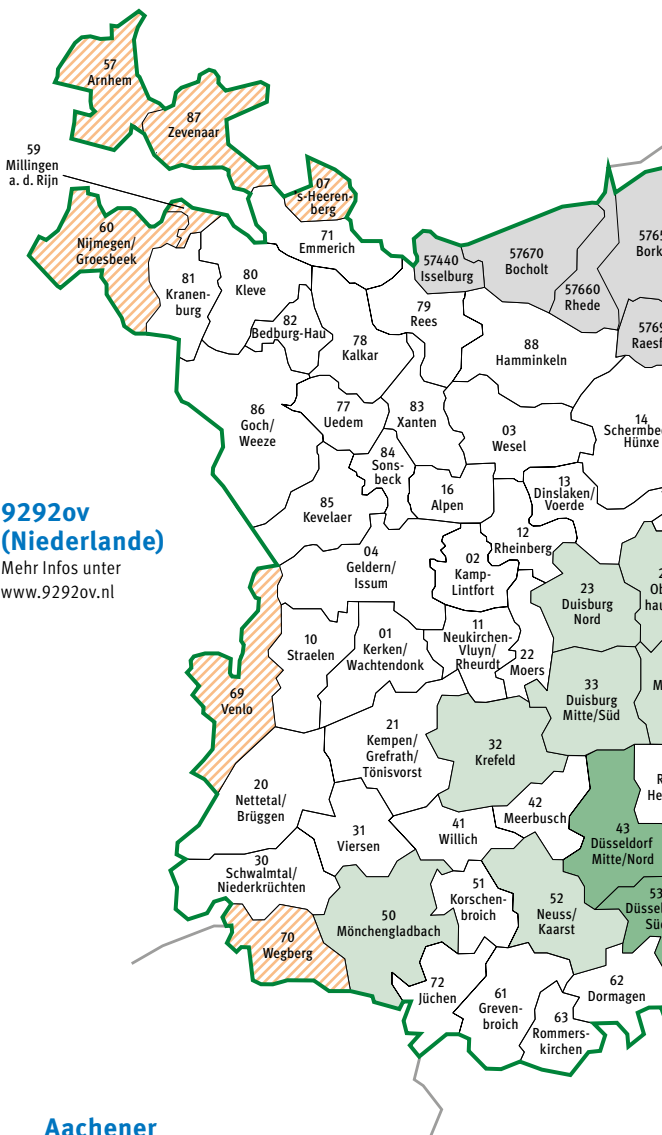 57
Arnhem
87
Zevenaar
59
Millingen
a. d. Rijn
07
's-Heeren-
berg
60
Nijmegen/
Groesbeek
71
Emmerich
57440
Isselburg
57670
Bocholt
57660
Rhede
81
Kranen-
burg
80
Kleve
82
Bedburg-Hau
78
Kalkar
79
Rees
88
Hamminkeln
86
Goch/
Weeze
77
Uedem
83
Xanten
03
Wesel
14
Hünxe
84
Sons-
beck
16
Alpen
13
Dinslaken/
Voerde
85
Kevelaer
9292ov
(Niederlande)
Mehr Infos unter
www.9292ov.nl
04
Geldern/
Issum
02
Kamp-
Lintfort
12
Rheinberg
23
Duisburg
Nord
10
Straelen
01
Kerken/
Wachtendonk
11
Neukirchen-
Vluyn/
Rheurdt
22
Moers
69
Venlo
33
Duisburg
Mitte/Süd
21
Kempen/
Grefrath/
Tönisvorst
32
Krefeld
20
Nettetal/
Brüggen
42
Meerbusch
31
Viersen
41
Willich
43
Düsseldorf
Mitte/Nord
30
Schwalmtal/
Niederkrüchten
51
Korschen-
broich
52
Neuss/
Kaarst
53
50
Mönchengladbach
70
Wegberg
72
Jüchen
61
Greven-
broich
62
Dormagen
63
Rommers-
kirchen
Aachener